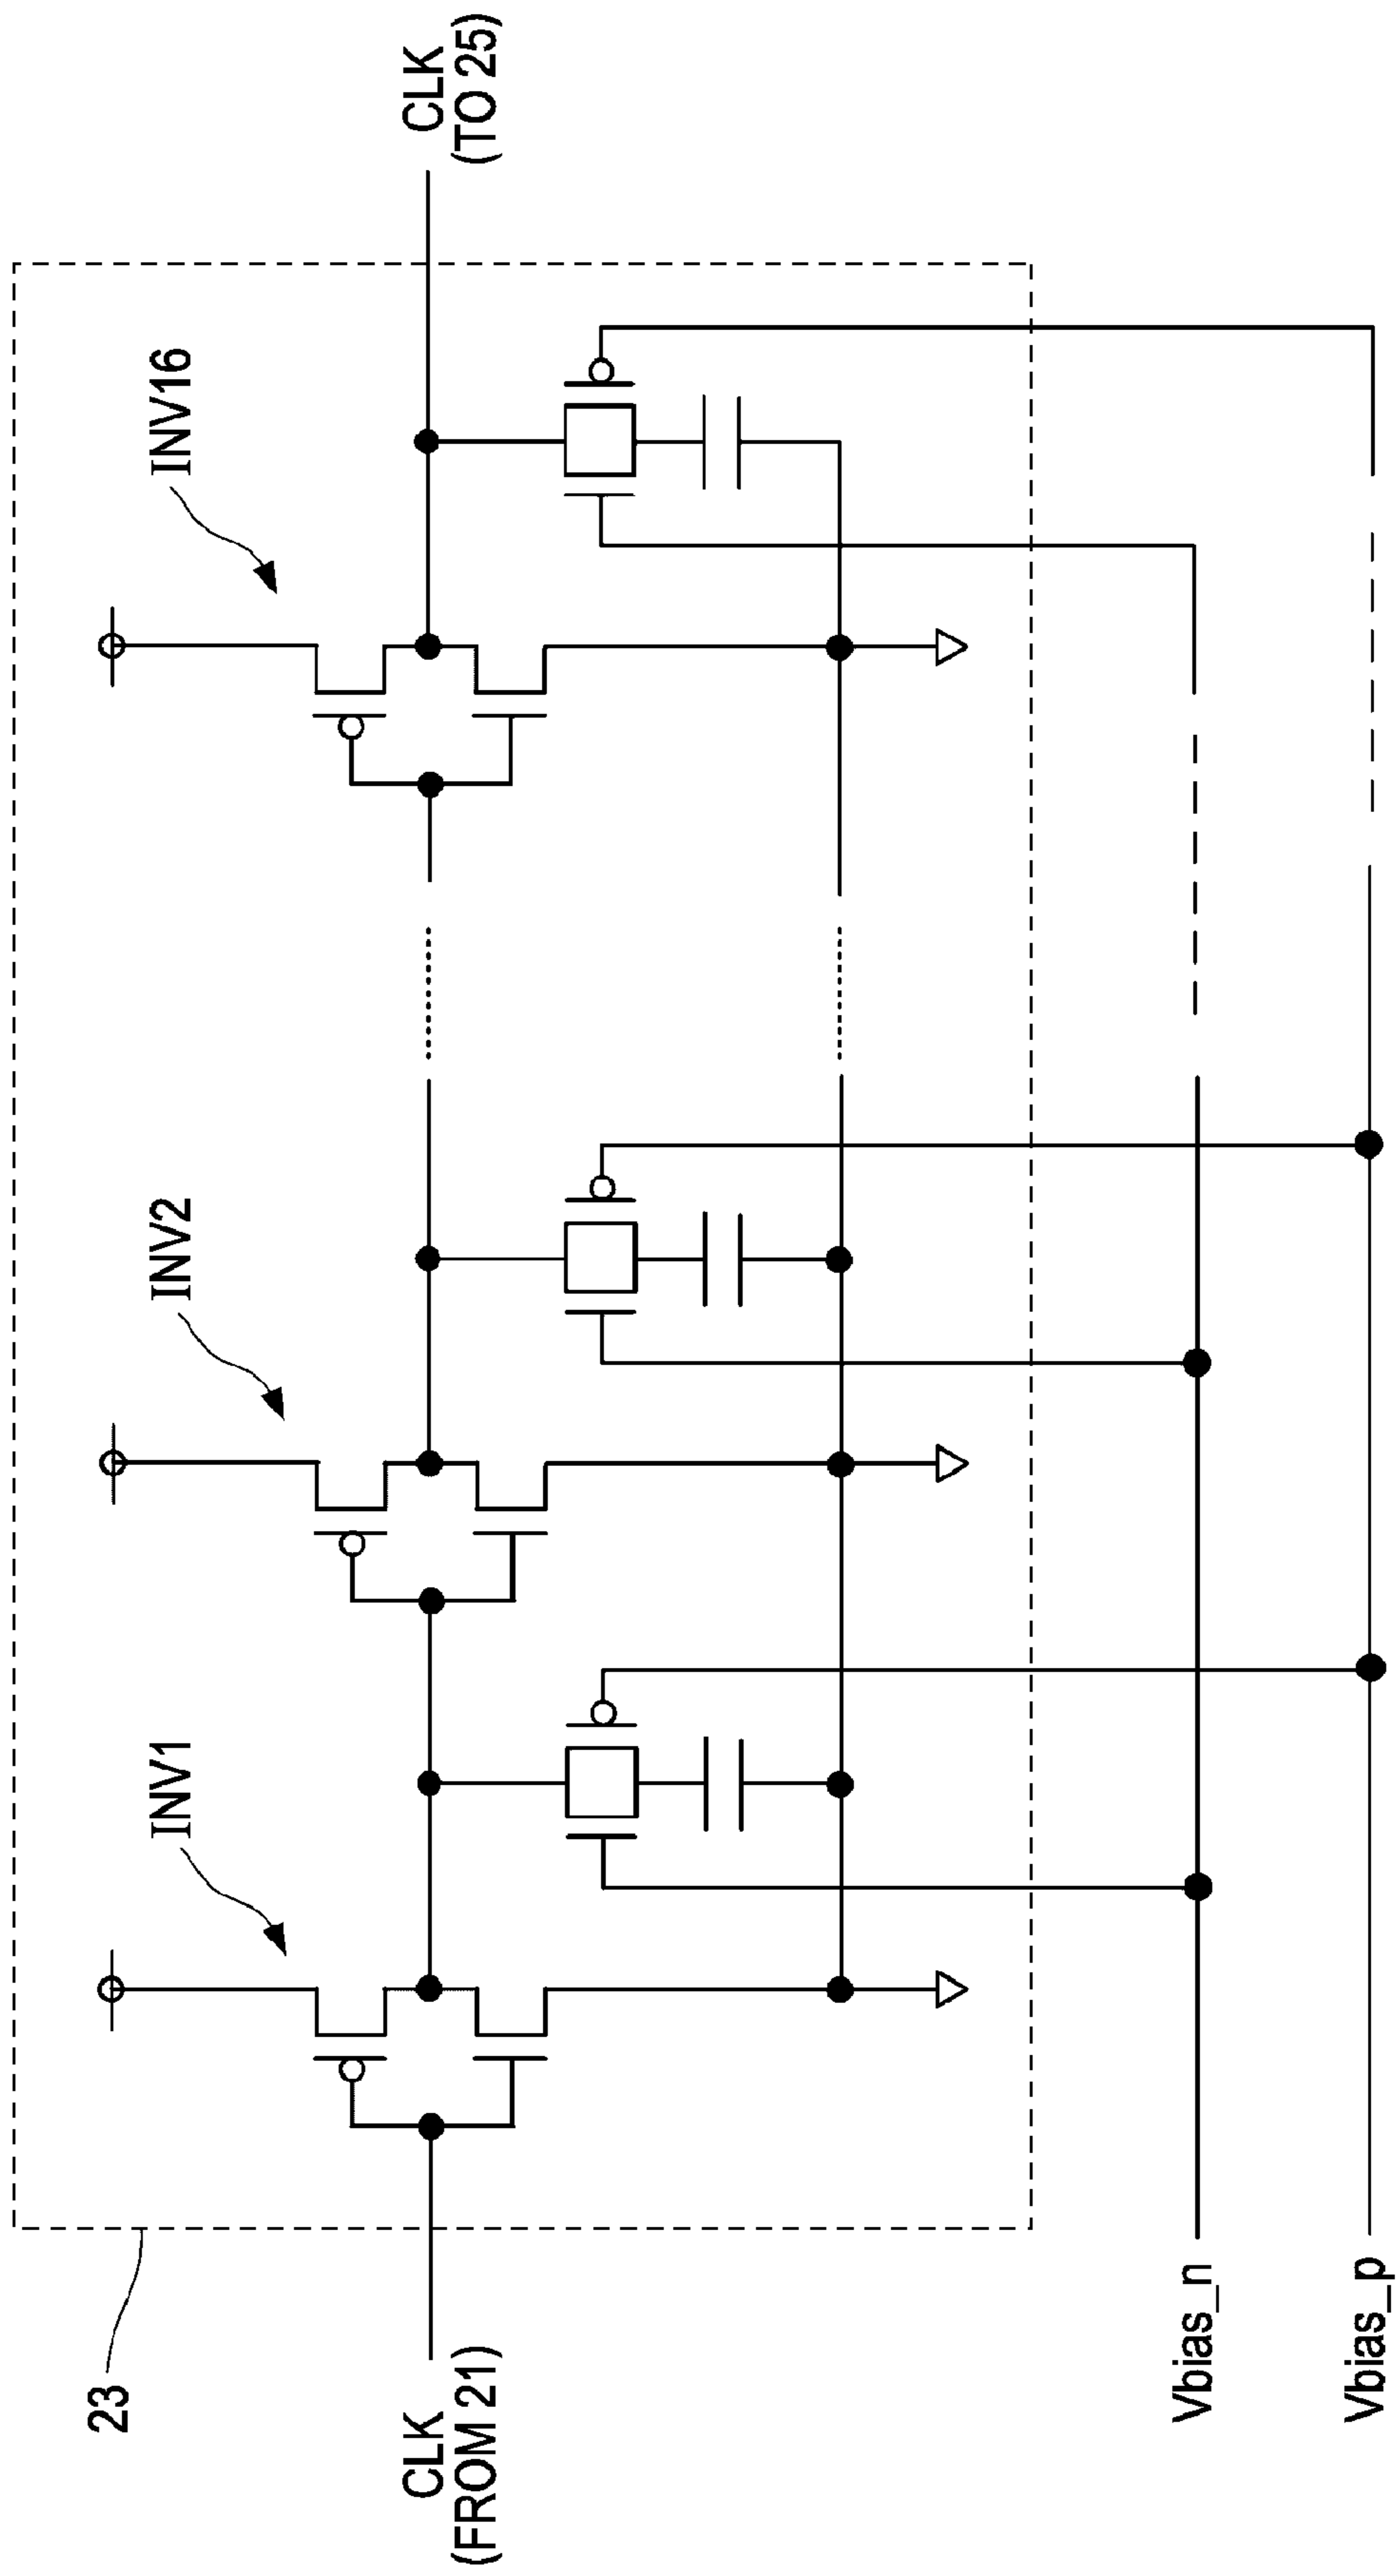 23
INV1
INV2
INV16
CLK
(FROM 21)
CLK
(TO 25)
Vbias_n
Vbias_p